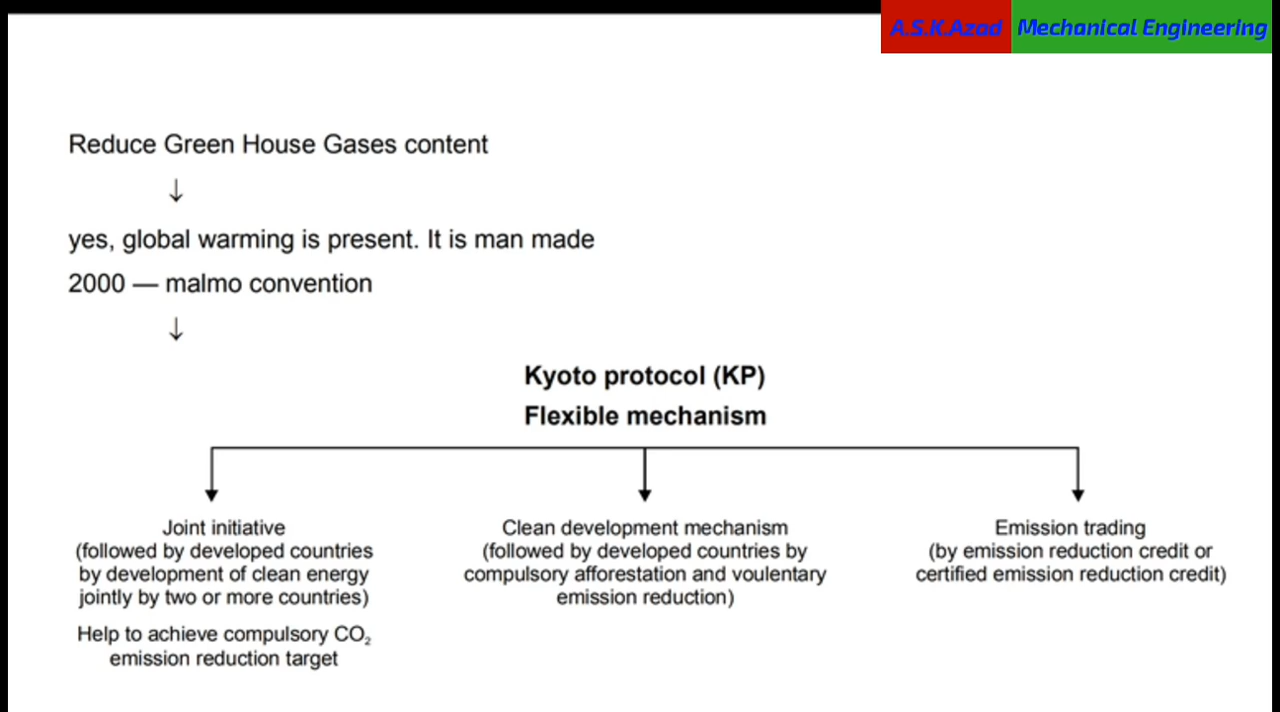 A.S.K.Azad Mechanical Engineering
Reduce Green House Gases content
↓
yes, global warming is present. It is man made
2000 — malmo convention
↓
Kyoto protocol (KP)
Flexible mechanism
Joint initiative
(followed by developed countries
by development of clean energy
jointly by two or more countries)
Help to achieve compulsory CO₂
emission reduction target
Clean development mechanism
(followed by developed countries by
compulsory afforestation and voulentary
emission reduction)
Emission trading
(by emission reduction credit or
certified emission reduction credit)